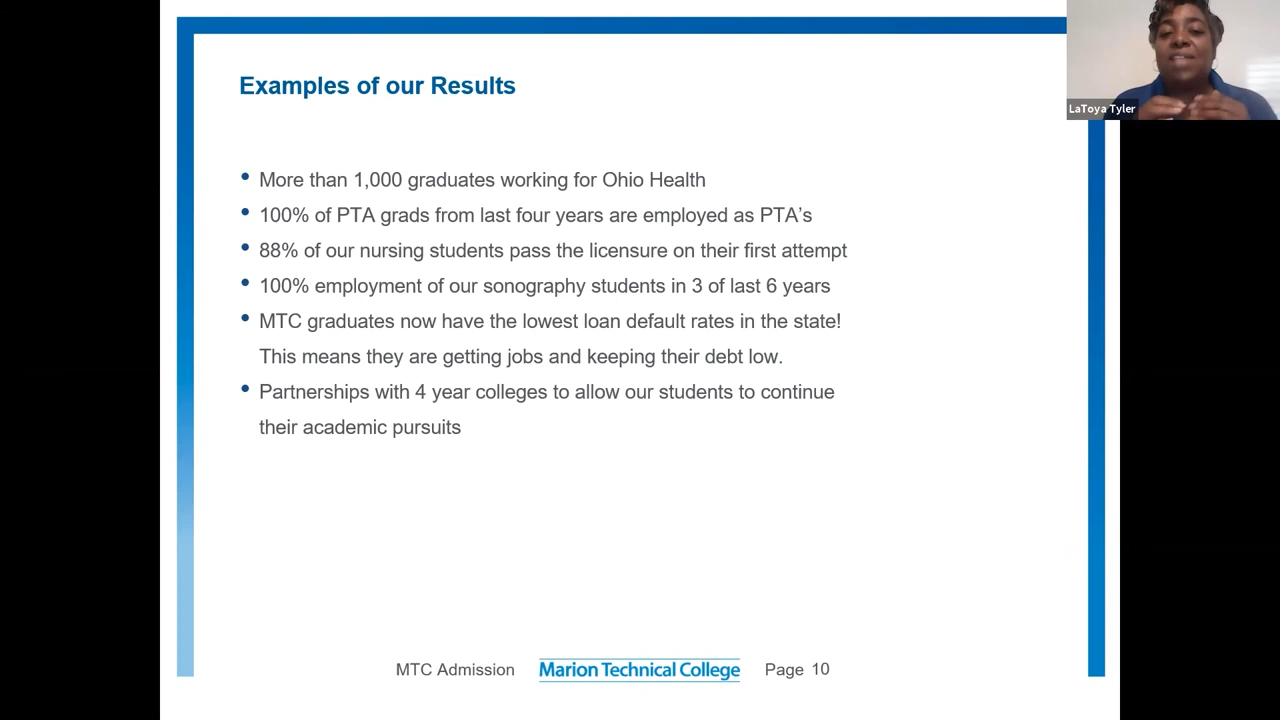 Examples of our Results
LaToya Tyler
• More than 1,000 graduates working for Ohio Health
• 100% of PTA grads from last four years are employed as PTA's
• 88% of our nursing students pass the licensure on their first attempt
• 100% employment of our sonography students in 3 of last 6 years
• MTC graduates now have the lowest loan default rates in the state!
This means they are getting jobs and keeping their debt low.
• Partnerships with 4 year colleges to allow our students to continue
their academic pursuits
MTC Admission Marion Technical College Page 10